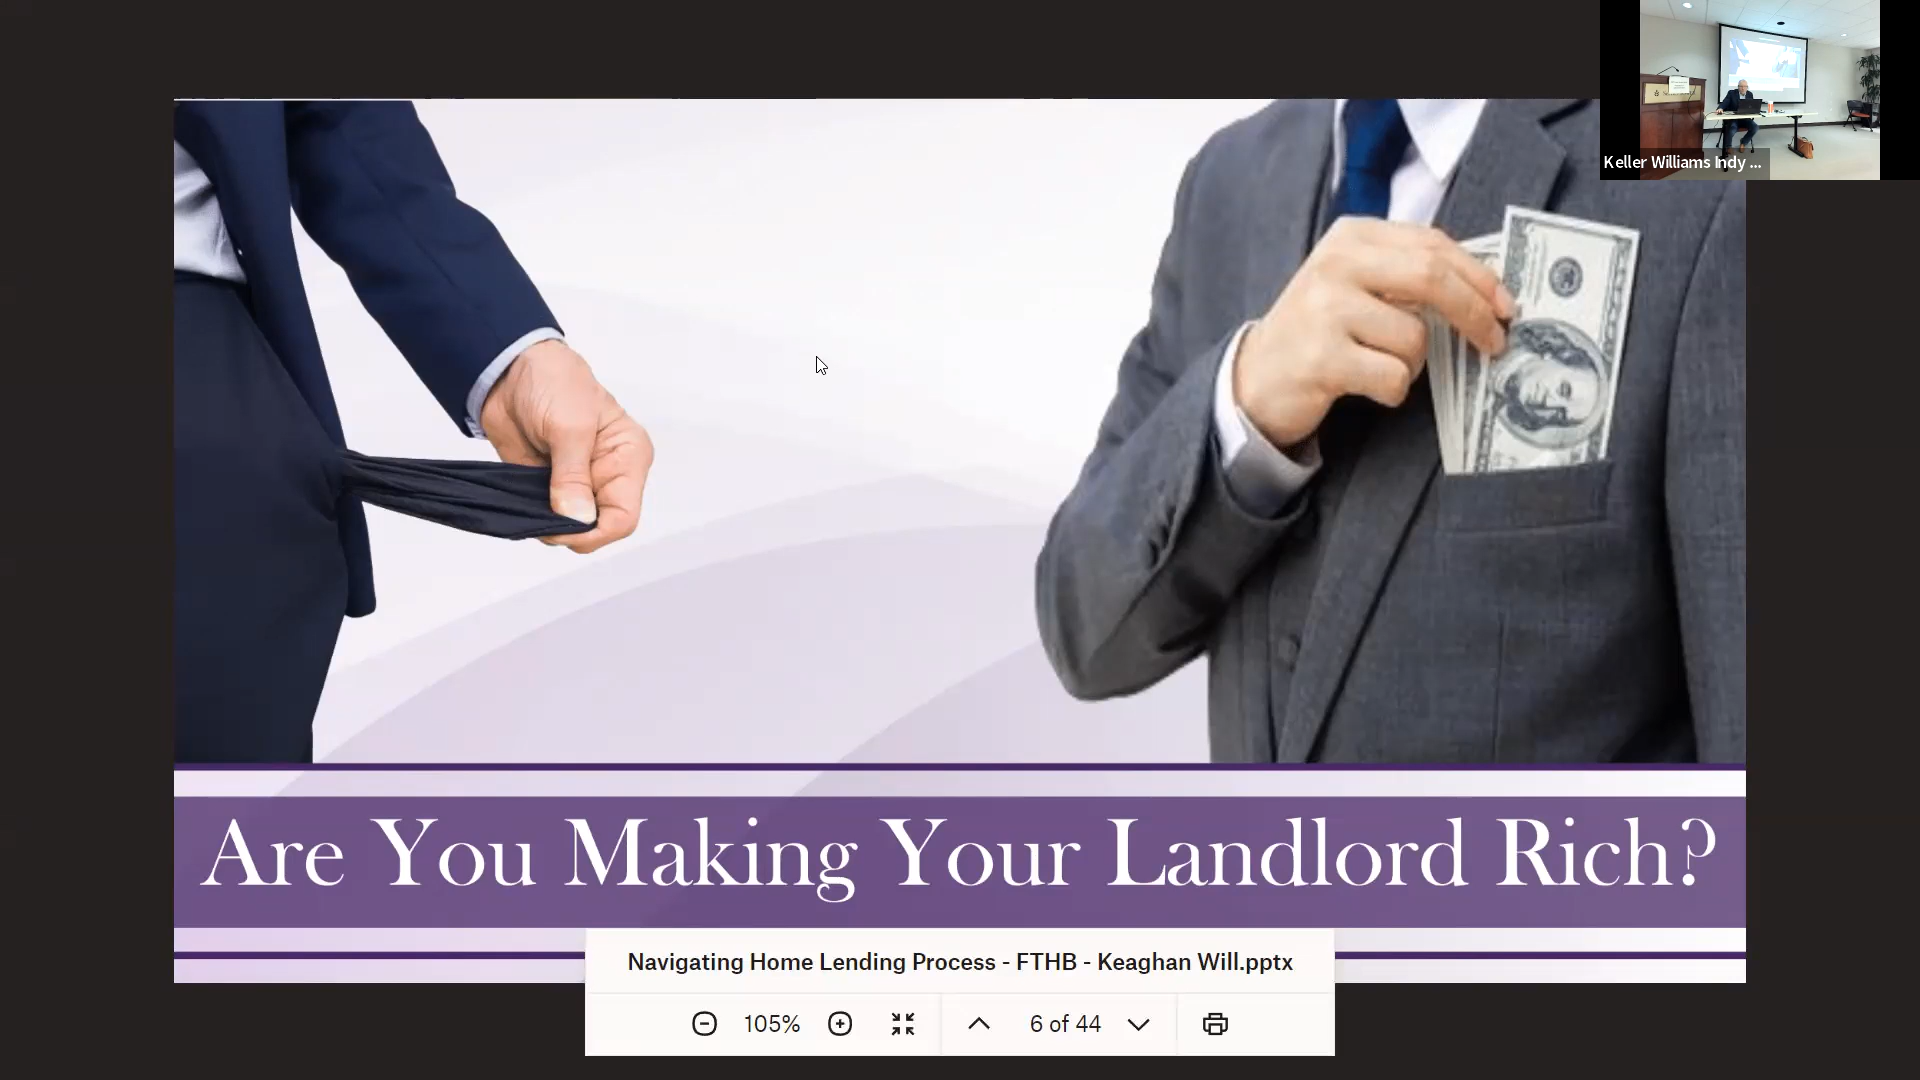 Keller Williams Indy ...
Are You Making Your Landlord Rich?
Navigating Home Lending Process - FTHB - Keaghan Will.pptx
105%
6 of 44